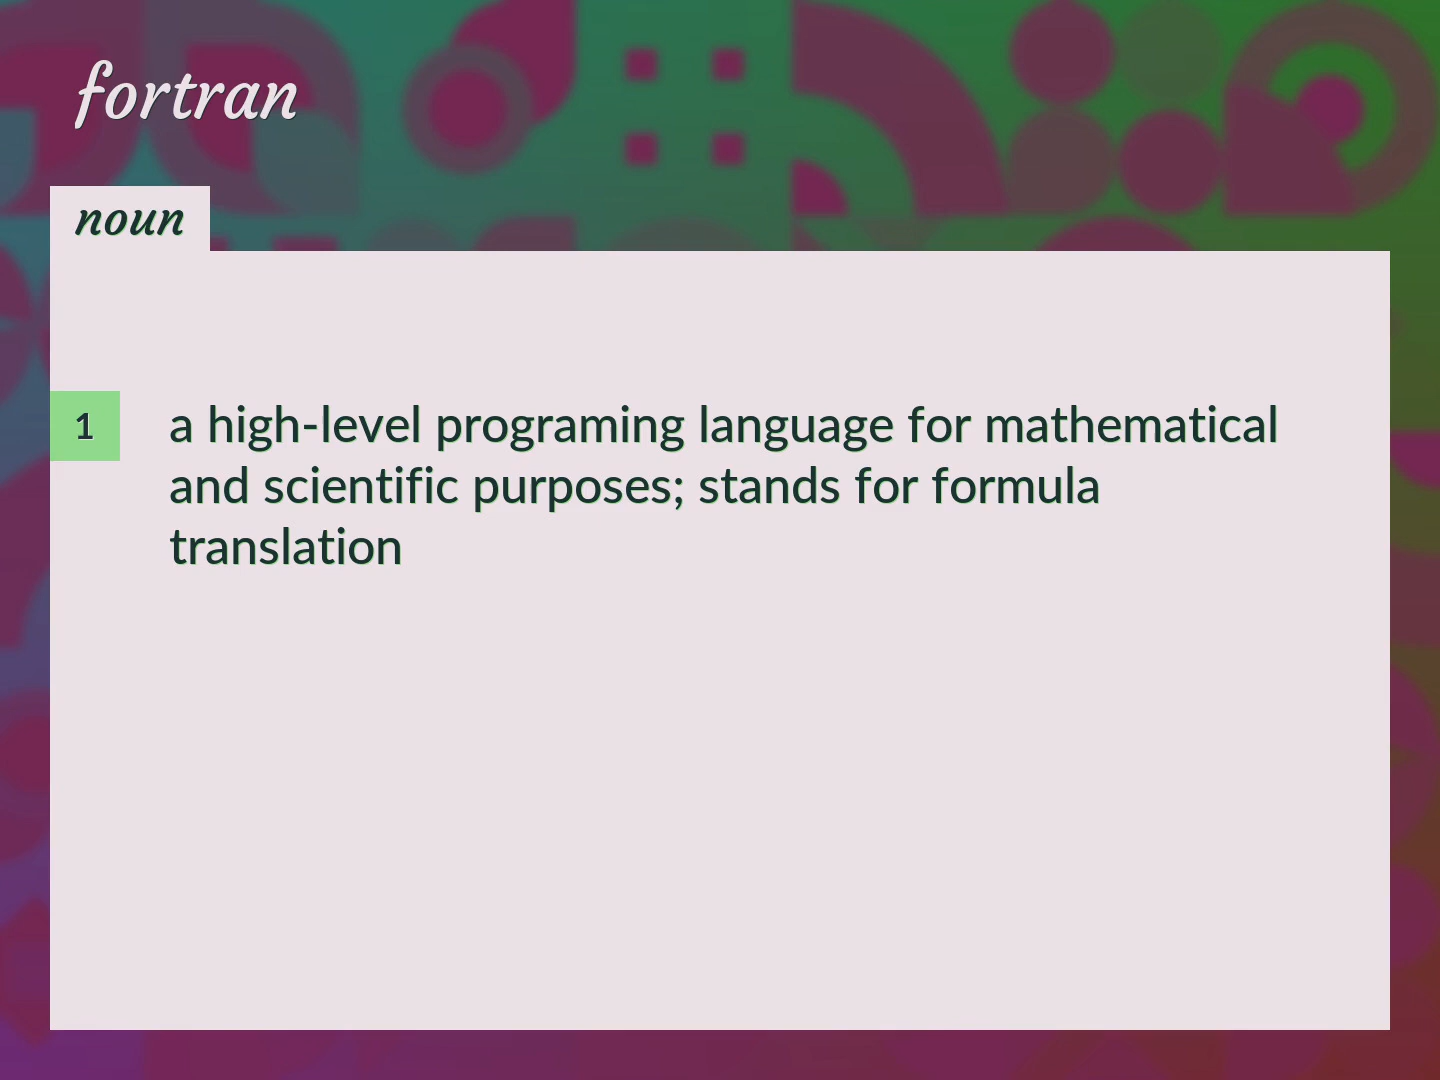 fortran
noun
1
a high-level programing language for mathematical
and scientific purposes; stands for formula
translation